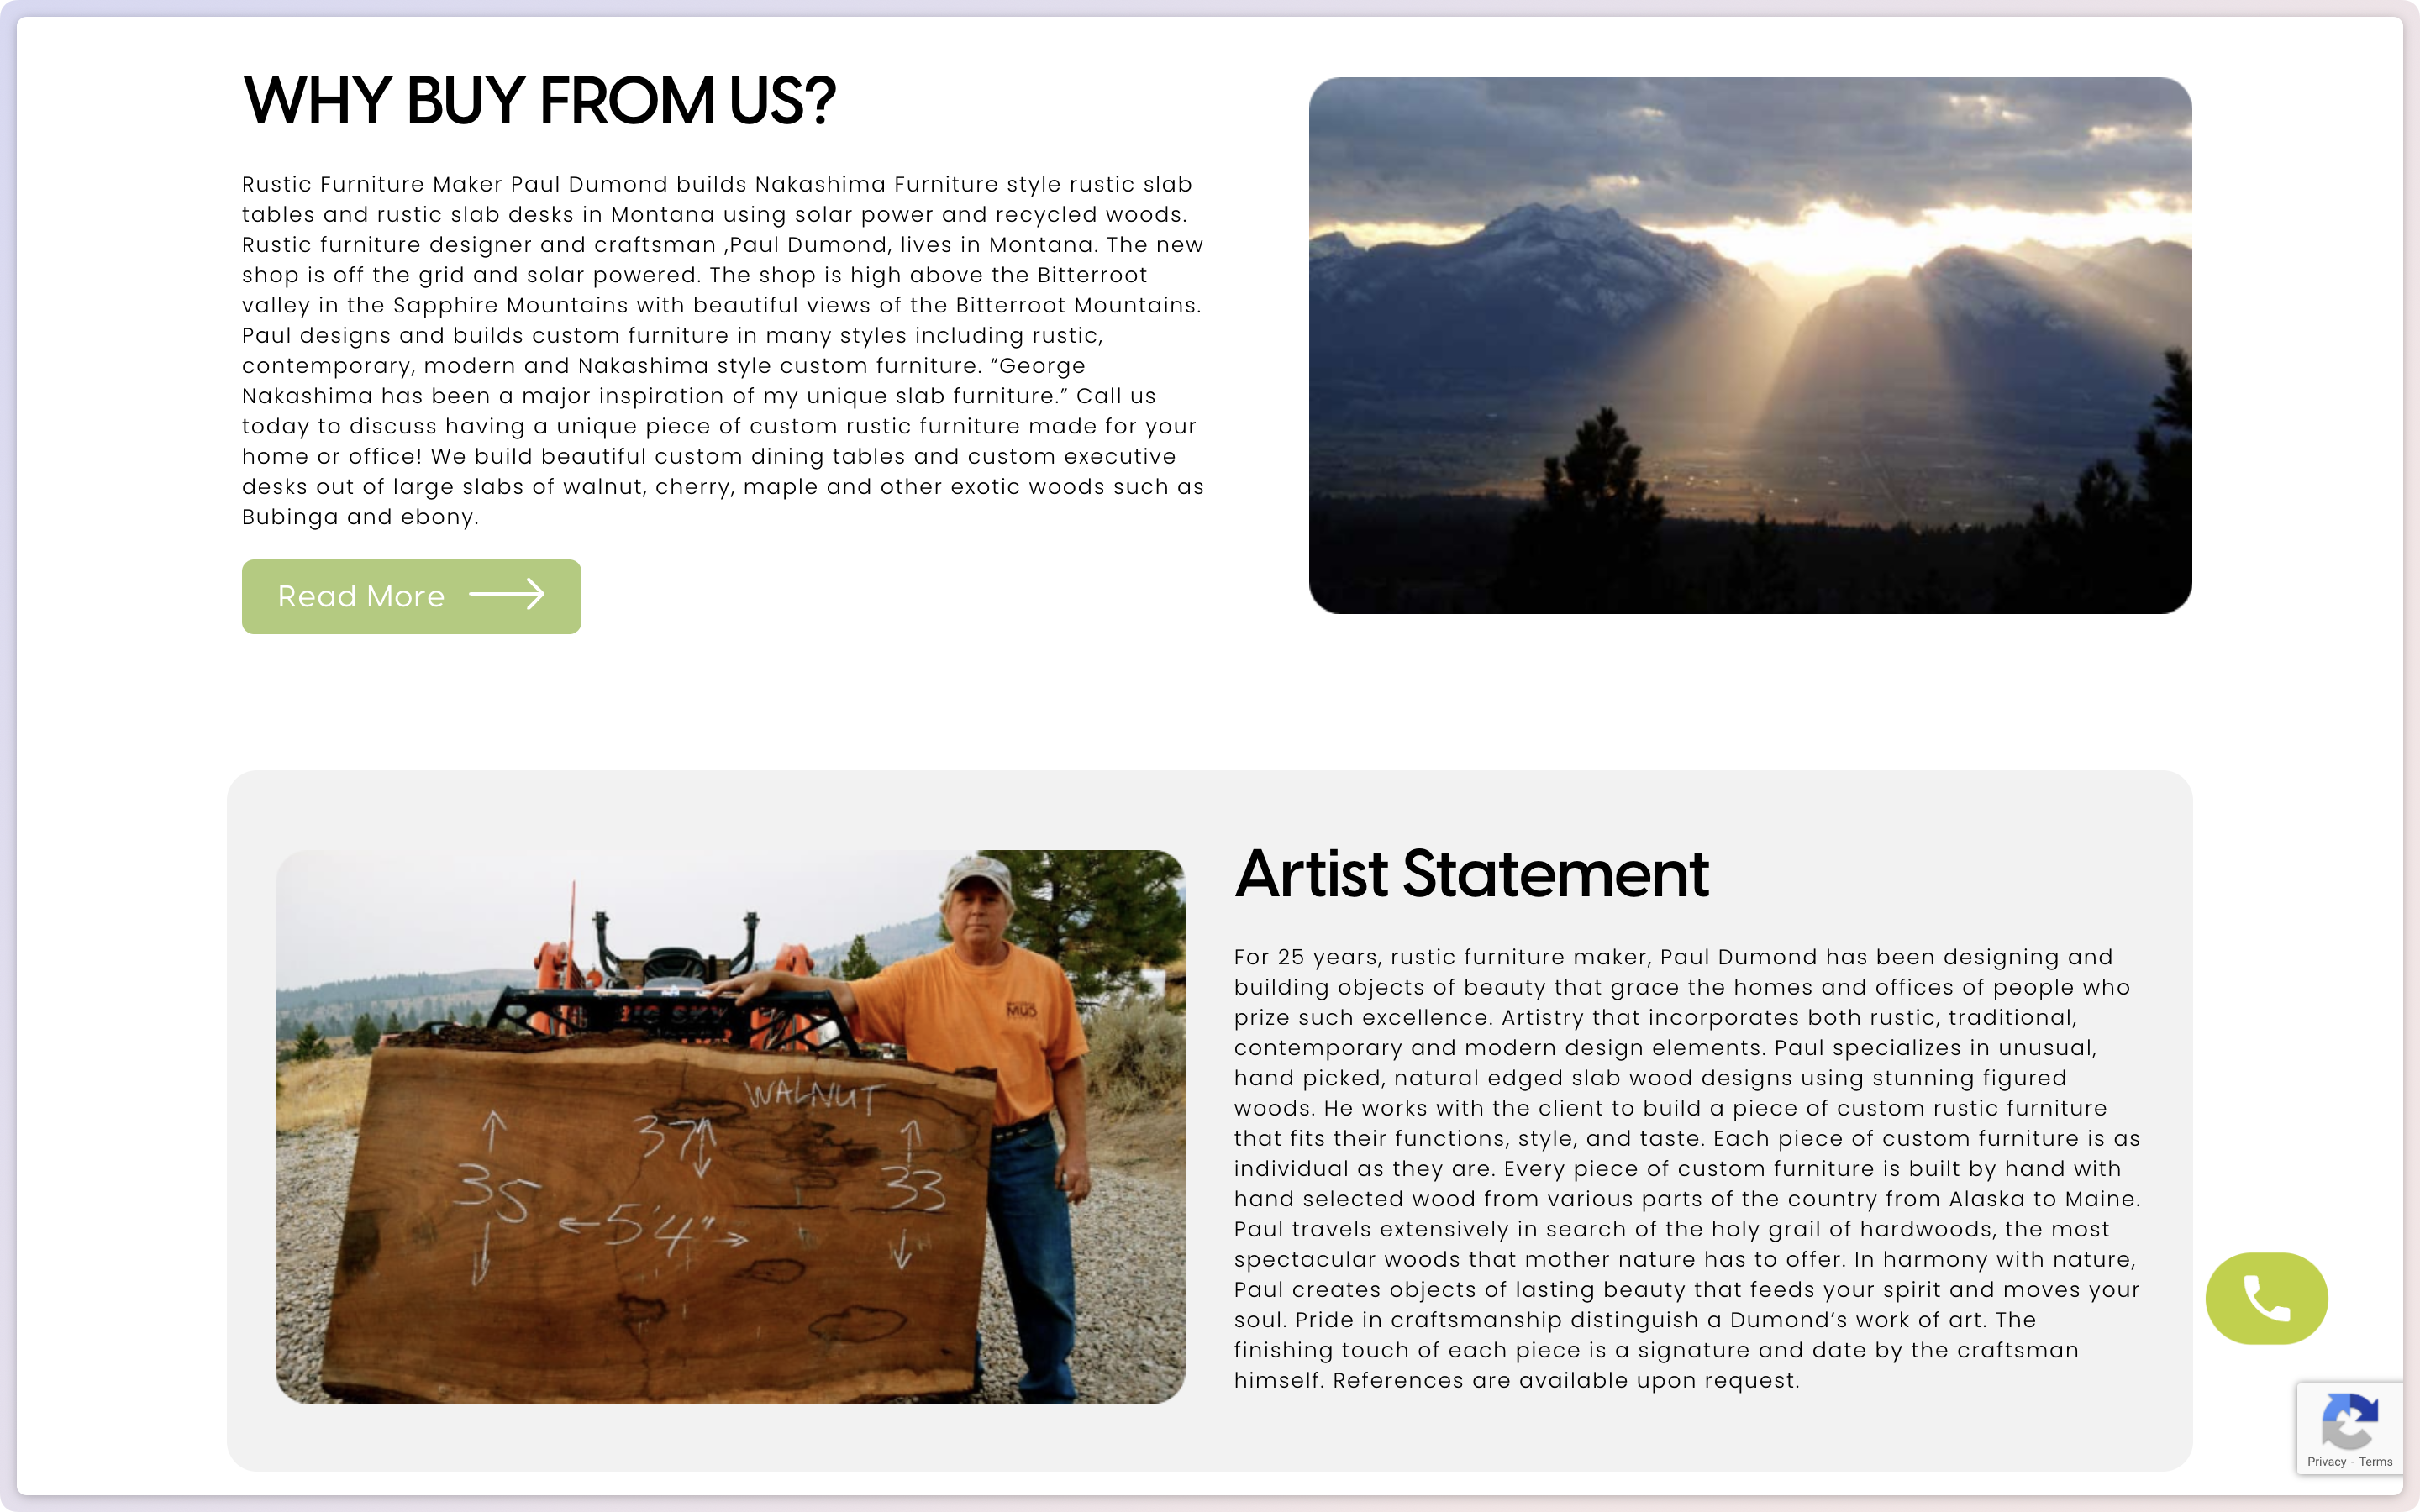 WHY BUY FROM US?
Rustic Furniture Maker Paul Dumond builds Nakashima Furniture style rustic slab
tables and rustic slab desks in Montana using solar power and recycled woods.
Rustic furniture designer and craftsman ,Paul Dumond, lives in Montana. The new
shop is off the grid and solar powered. The shop is high above the Bitterroot
valley in the Sapphire Mountains with beautiful views of the Bitterroot Mountains.
Paul designs and builds custom furniture in many styles including rustic,
contemporary, modern and Nakashima style custom furniture. “George
Nakashima has been a major inspiration of my unique slab furniture.” Call us
today to discuss having a unique piece of custom rustic furniture made for your
home or office! We build beautiful custom dining tables and custom executive
desks out of large slabs of walnut, cherry, maple and other exotic woods such as
Bubinga and ebony.
Read More
WALNUT
37
35
33
5'4"
Artist Statement
For 25 years, rustic furniture maker, Paul Dumond has been designing and
building objects of beauty that grace the homes and offices of people who
prize such excellence. Artistry that incorporates both rustic, traditional,
contemporary and modern design elements. Paul specializes in unusual,
hand picked, natural edged slab wood designs using stunning figured
woods. He works with the client to build a piece of custom rustic furniture
that fits their functions, style, and taste. Each piece of custom furniture is as
individual as they are. Every piece of custom furniture is built by hand with
hand selected wood from various parts of the country from Alaska to Maine.
Paul travels extensively in search of the holy grail of hardwoods, the most
spectacular woods that mother nature has to offer. In harmony with nature,
Paul creates objects of lasting beauty that feeds your spirit and moves your
soul. Pride in craftsmanship distinguish a Dumond’s work of art. The
finishing touch of each piece is a signature and date by the craftsman
himself. References are available upon request.
Privacy - Terms